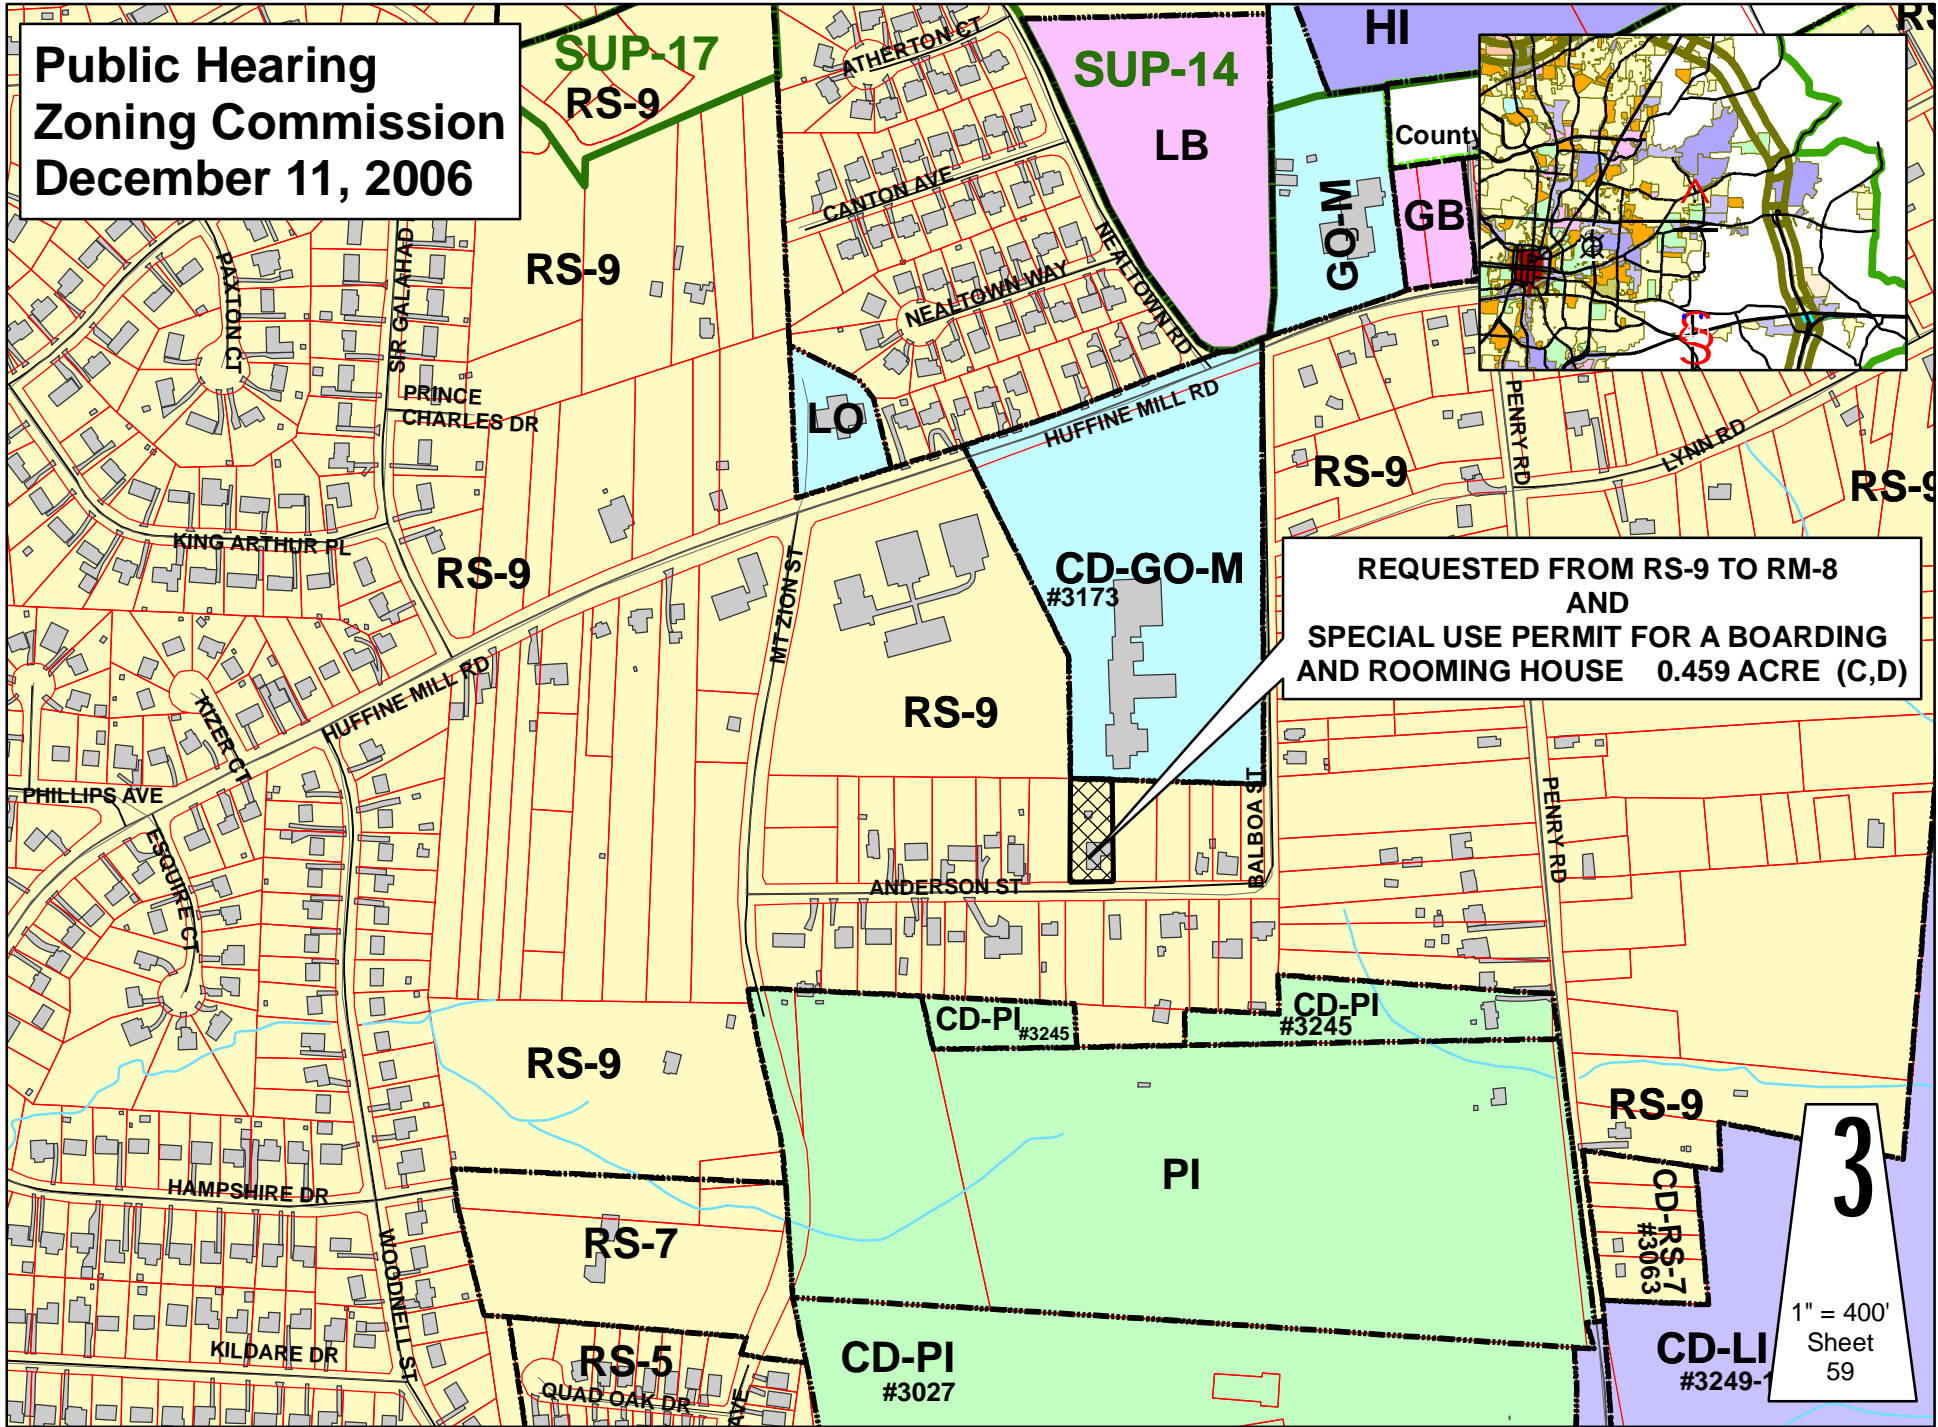 Public Hearing
Zoning Commission
December 11, 2006
SUP-17
RS-9
ATHERTON CT
SUP-14
LB
HI
County
GB
GO-M
CANTON AVE
NEALTOWN WAY
NEALTOWN RD
PAXTON CT
SIR GALAHAD
RS-9
PRINCE
CHARLES DR
LO
HUFFINE MILL RD
RS-9
PENRY RD
LYNN RD
RS-9
KING ARTHUR PL
RS-9
MT ZION ST
CD-GO-M
#3173
REQUESTED FROM RS-9 TO RM-8
AND
SPECIAL USE PERMIT FOR A BOARDING
AND ROOMING HOUSE 0.459 ACRE (C,D)
RS-9
HUFFINE MILL RD
KIZER CT
PHILLIPS AVE
ESQUIRE CT
BALBOA ST
PENRY RD
ANDERSON ST
CD-PI
#3245
CD-PI
#3245
RS-9
RS-9
PI
HAMPSHIRE DR
RS-7
WOODNELL ST
CD-RS-7
#3063
3
1" = 400'
Sheet
59
KILDARE DR
RS-5
QUAD OAK DR
AVE
CD-PI
#3027
CD-LI
#3249-1